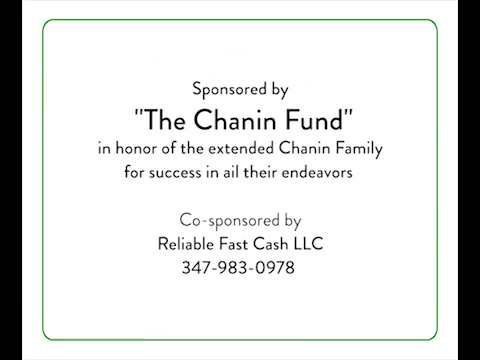 Sponsored by
"The Chanin Fund"
in honor of the extended Chanin Family
for success in ail their endeavors
Co-sponsored by
Reliable Fast Cash LLC
347-983-0978